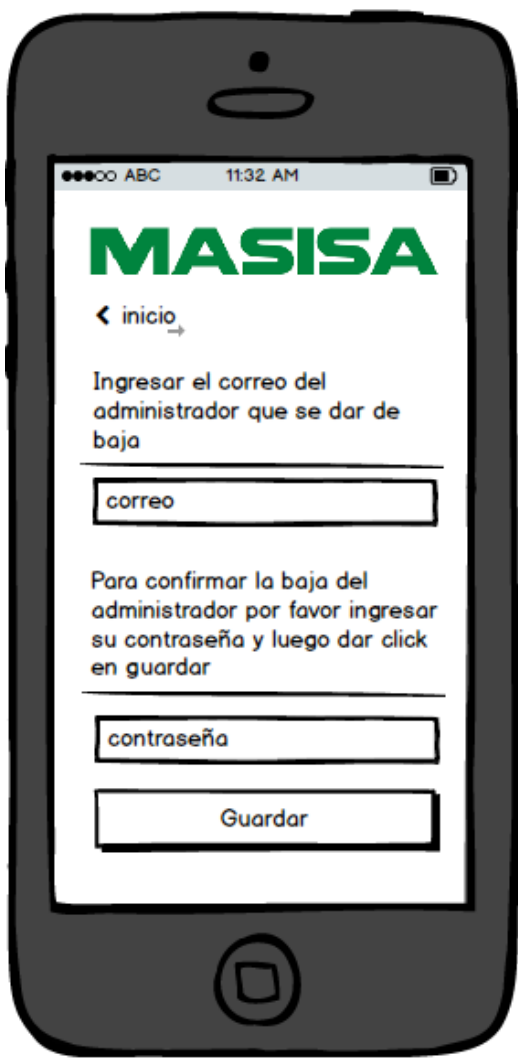 ABC 11:32 AM
MASISA
inicio
Ingresar el correo del
administrador que se dar de
baja
correo
Para confirmar la baja del
administrador por favor ingresar
su contraseña y luego dar click
en guardar
contraseña
Guardar